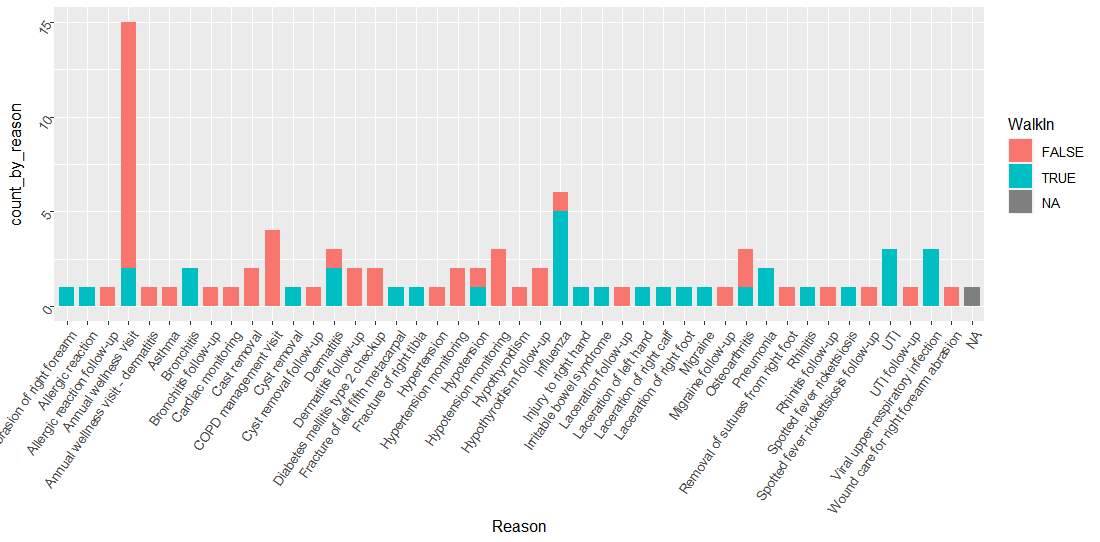 count_by_reason
15
10
5
0
of right forearm
Allergic reaction
Allergic reaction follow-up
Annual wellness visit
Annual wellness visit - dermatitis
Asthma
Bronchitis
Bronchitis follow-up
Cardiac monitoring
Cast removal
COPD management visit
Cyst removal
Cyst removal follow-up
Dermatitis
Dermatitis follow-up
Diabetes mellitis type 2 checkup
Fracture of left fifth metacarpal
Fracture of right tibia
Hypertension
Hypertension monitoring
Hypotension
Hypotension monitoring
Hypothyroidism
Hypothyroidism follow-up
Influenza
Injury to right hand
Irritable bowel syndrome
Laceration follow-up
Laceration of left hand
Laceration of right calf
Laceration of right foot
Migraine
Migraine follow-up
Osteoarthritis
Pneumonia
Removal of sutures from right foot
Rhinitis
Rhinitis follow-up
Spotted fever rickettsiosis
Spotted fever rickettsiosis follow-up
UTI
UTI follow-up
Viral upper respiratory infection
Wound care for right forearm abrasion
NA
Reason
WalkIn
FALSE
TRUE
NA